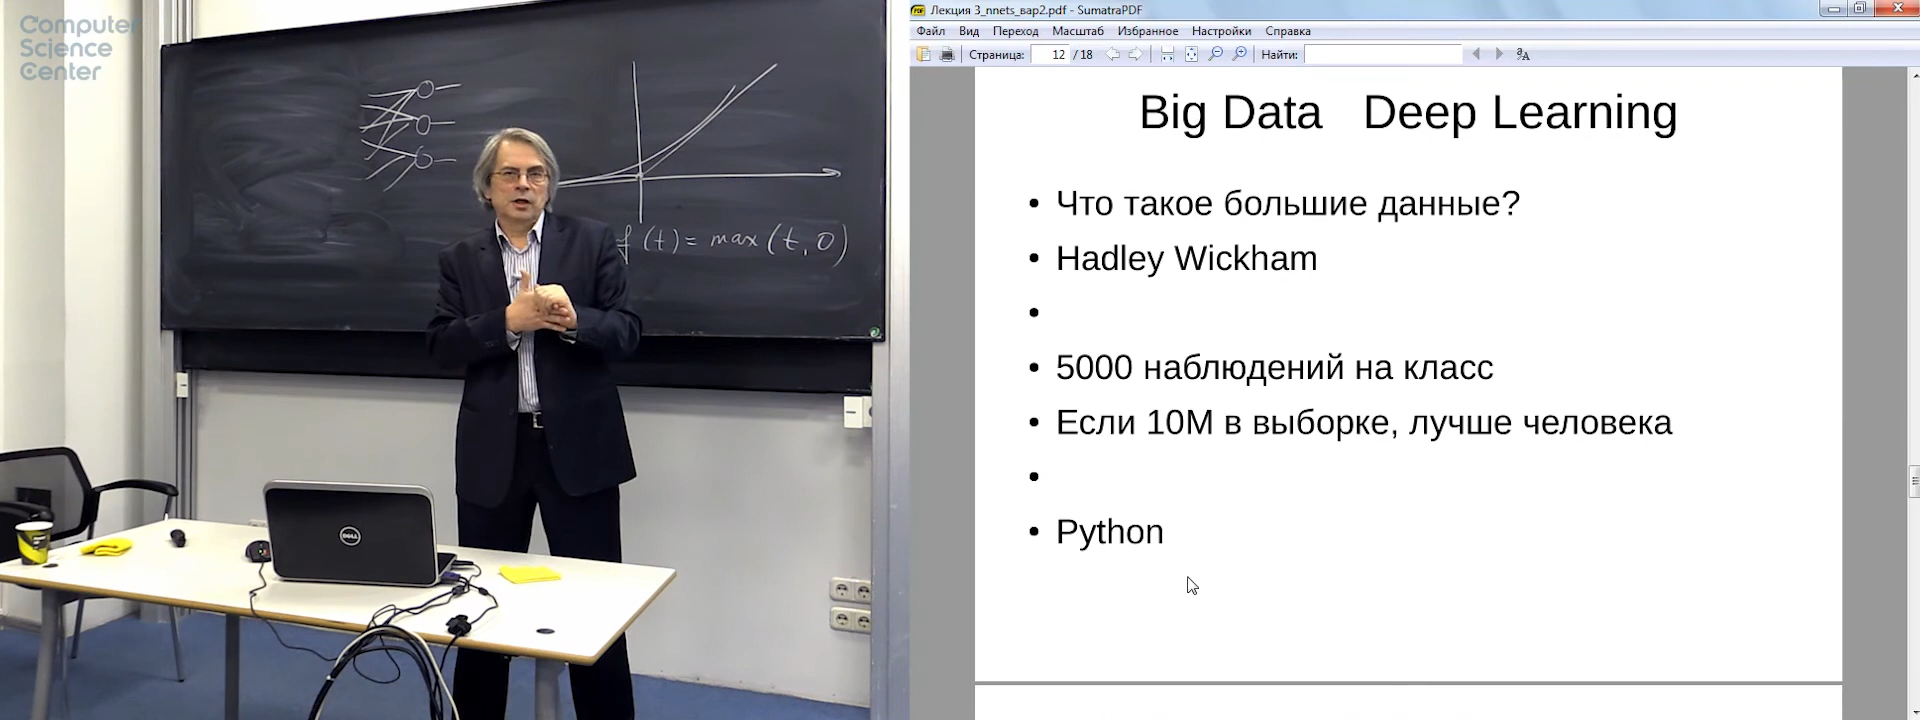 Computer
Science
Center
f(t) = max(t, 0)
DELL
Лекция 3_nnets_вар2.pdf - SumatraPDF
Файл Вид Переход Масштаб Избранное Настройки Справка
Страница: 12 / 18 Найти:
Big Data Deep Learning
• Что такое большие данные?
• Hadley Wickham
•
• 5000 наблюдений на класс
• Если 10М в выборке, лучше человека
•
• Python